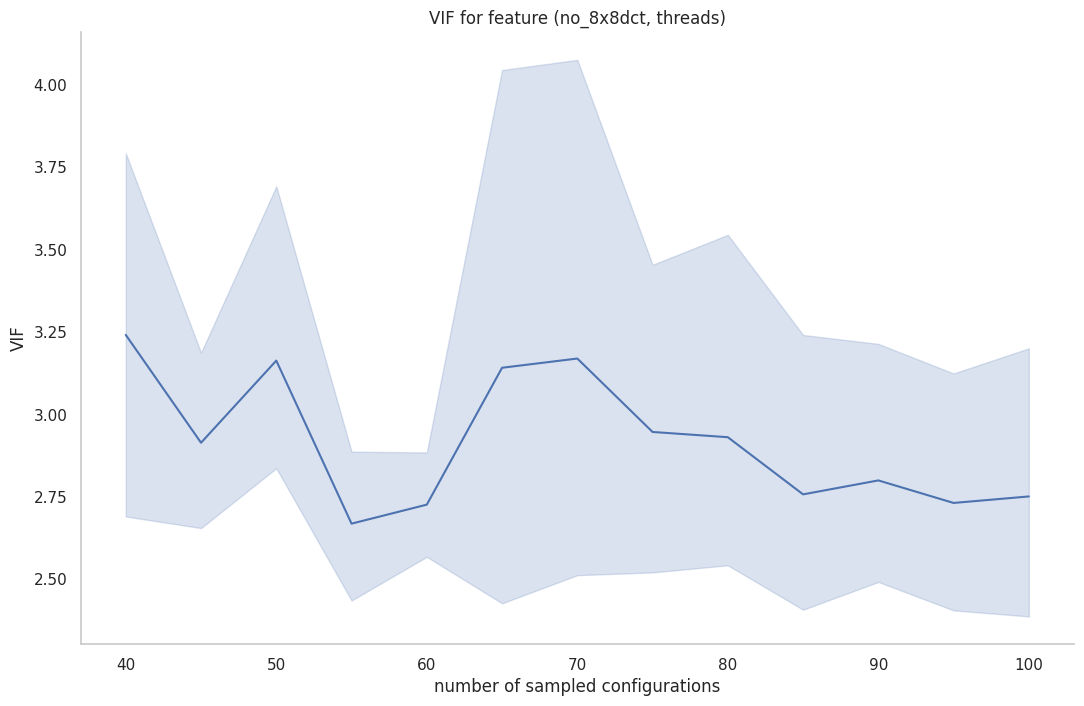 VIF for feature (no_8x8dct, threads)
4.00
3.75
3.50
3.25
3.00
2.75
2.50
VIF
40 50 60 70 80 90 100
number of sampled configurations